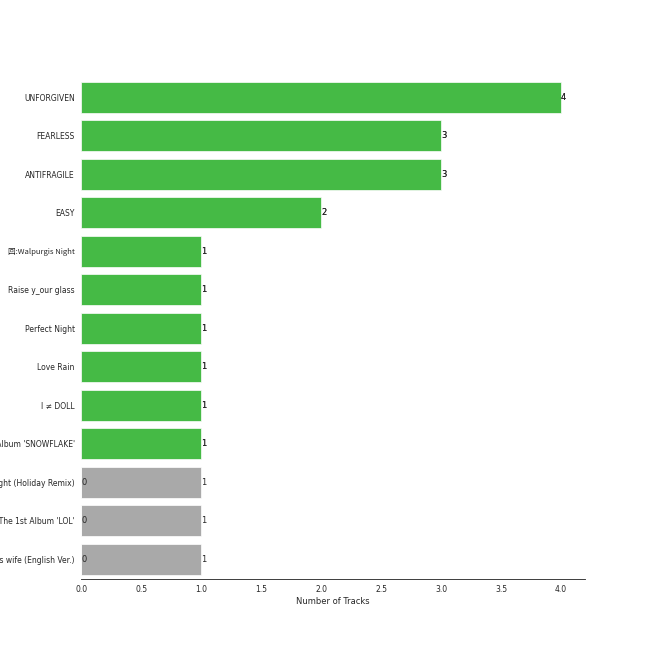 UNFORGIVEN 4
FEARLESS 3
ANTIFRAGILE 3
EASY 2
回:Walpurgis Night 1
Raise y_our glass 1
Perfect Night 1
Love Rain 1
I ≠ DOLL 1
Album 'SNOWFLAKE' 1
ght (Holiday Remix) 0 1
The 1st Album 'LOL' 0 1
s wife (English Ver.) 0 1
0.0 0.5 1.0 1.5 2.0 2.5 3.0 3.5 4.0
Number of Tracks